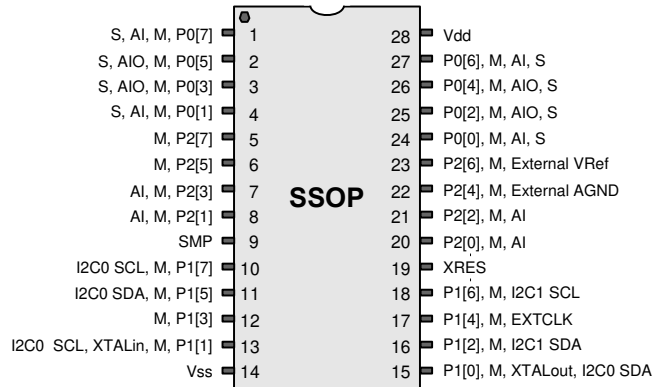 S, AI, M, P0[7] 1 28 Vdd
S, AIO, M, P0[5] 2 27 P0[6], M, AI, S
S, AIO, M, P0[3] 3 26 P0[4], M, AIO, S
S, AI, M, P0[1] 4 25 P0[2], M, AIO, S
M, P2[7] 5 24 P0[0], M, AI, S
M, P2[5] 6 23 P2[6], M, External VRef
AI, M, P2[3] 7 SSOP 22 P2[4], M, External AGND
AI, M, P2[1] 8 21 P2[2], M, AI
SMP 9 20 P2[0], M, AI
I2C0 SCL, M, P1[7] 10 19 XRES
I2C0 SDA, M, P1[5] 11 18 P1[6], M, I2C1 SCL
M, P1[3] 12 17 P1[4], M, EXTCLK
I2C0 SCL, XTALin, M, P1[1] 13 16 P1[2], M, I2C1 SDA
Vss 14 15 P1[0], M, XTALout, I2C0 SDA